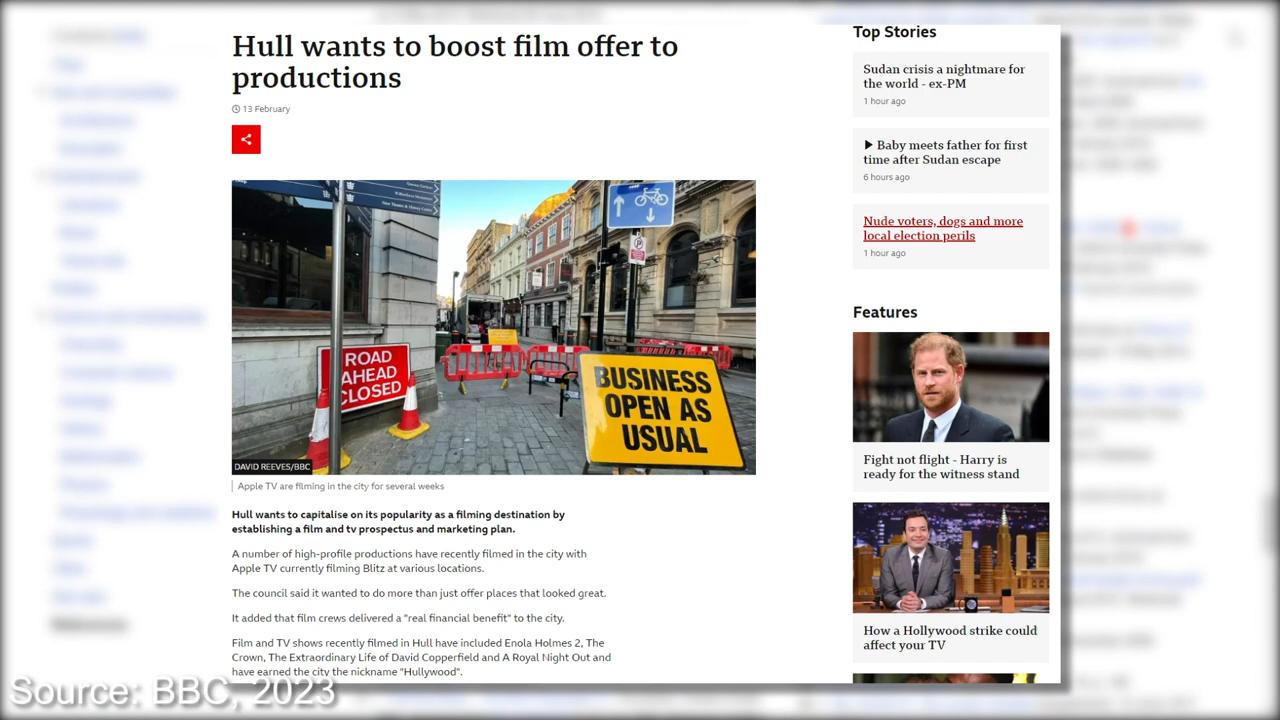 Hull wants to boost film offer to
productions
13 February
ROAD
AHEAD
CLOSED
BUSINESS
OPEN AS
USUAL
DAVID REEVES/BBC
Apple TV are filming in the city for several weeks
Hull wants to capitalise on its popularity as a filming destination by
establishing a film and tv prospectus and marketing plan.
A number of high-profile productions have recently filmed in the city with
Apple TV currently filming Blitz at various locations.
The council said it wanted to do more than just offer places that looked great.
It added that film crews delivered a "real financial benefit" to the city.
Film and TV shows recently filmed in Hull have included Enola Holmes 2, The
Crown, The Extraordinary Life of David Copperfield and A Royal Night Out and
have earned the city the nickname "Hullywood".
Top Stories
Sudan crisis a nightmare for
the world - ex-PM
1 hour ago
Baby meets father for first
time after Sudan escape
6 hours ago
Nude voters, dogs and more
local election perils
1 hour ago
Features
Fight not flight - Harry is
ready for the witness stand
How a Hollywood strike could
affect your TV
Source: BBC, 2023